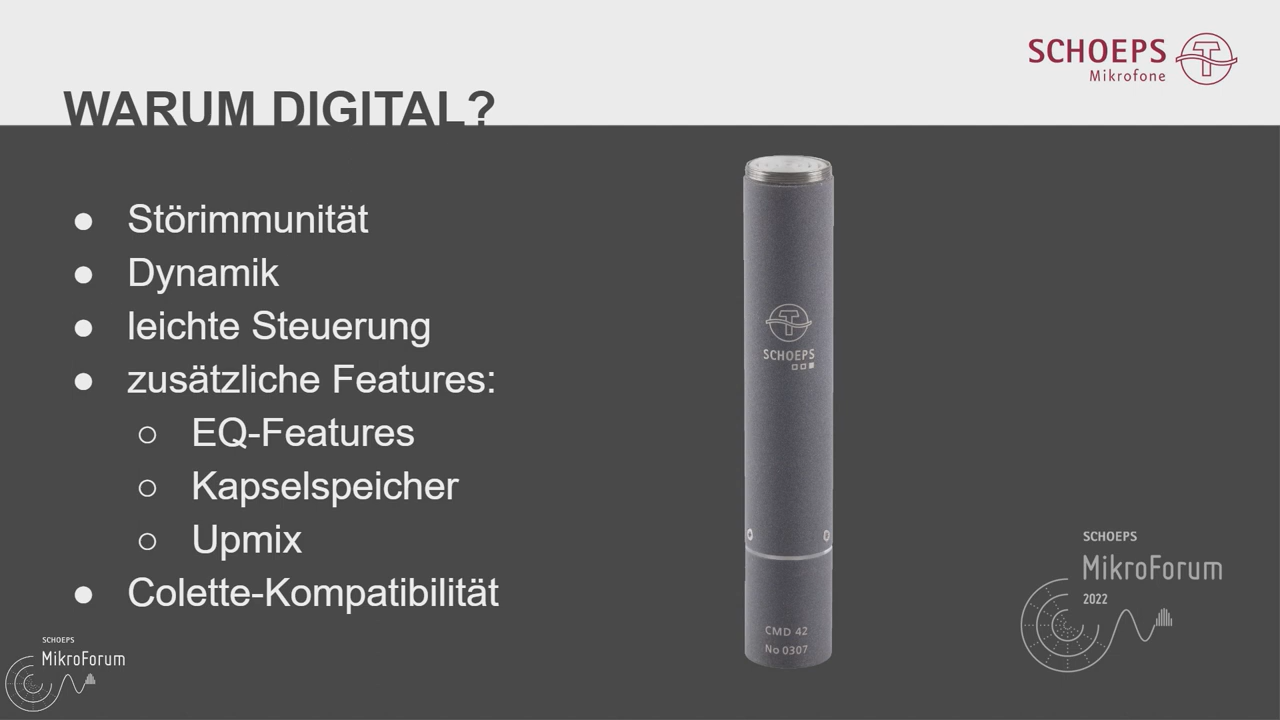 SCHOEPS
Mikrofone
WARUM DIGITAL?
● Störimmunität
● Dynamik
● leichte Steuerung
● zusätzliche Features:
○ EQ-Features
○ Kapselspeicher
○ Upmix
● Colette-Kompatibilität
SCHOEPS
CMD 42
No 0307
SCHOEPS
MikroForum
2022
SCHOEPS
MikroForum